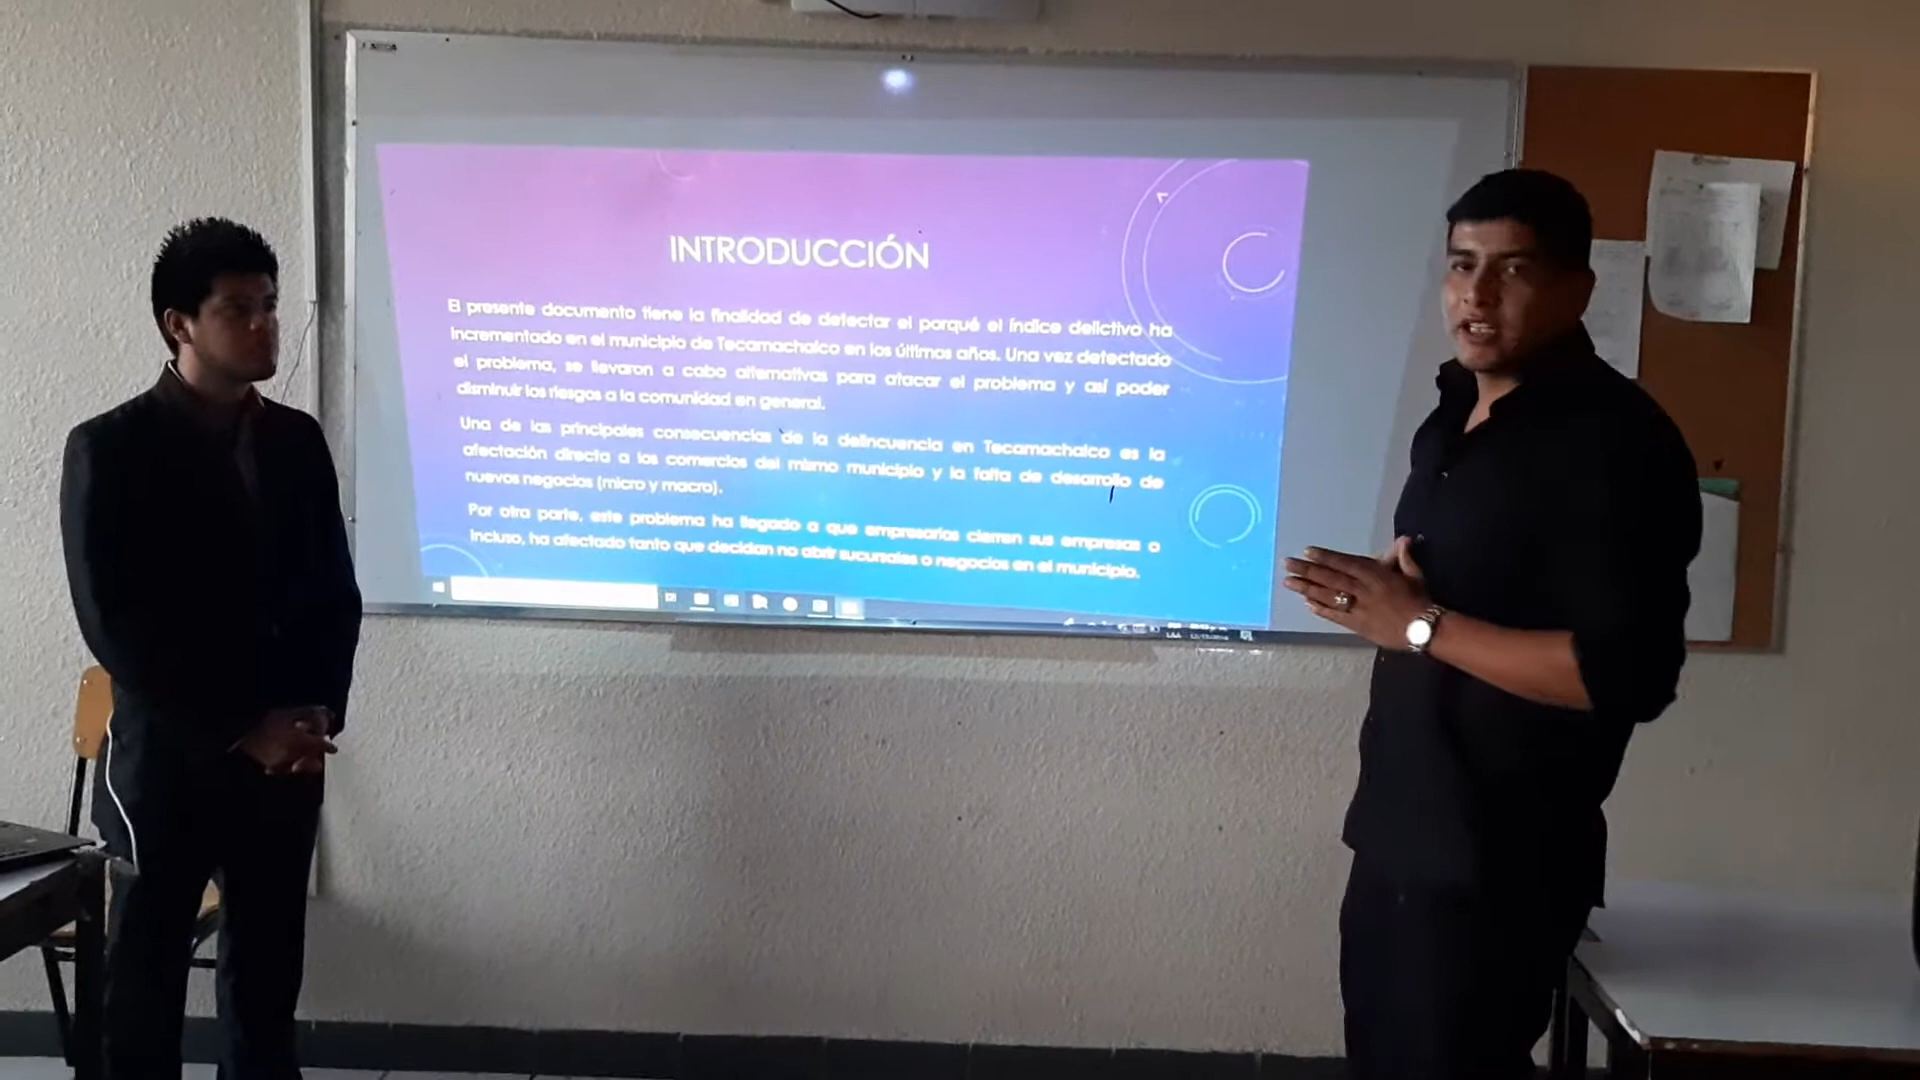 INTRODUCCIÓN
El presente documento tiene la finalidad de detectar el porqué el índice delictivo ha
incrementado en el municipio de Tecamachalco en los últimos años. Una vez detectado
el problema, se llevaron a cabo alternativas para atacar el problema y así poder
disminuir los riesgos a la comunidad en general.
Una de las principales consecuencias de la delincuencia en Tecamachalco es la
afectación directa a los comercios del mismo municipio y la falta de desarrollo de
nuevos negocios (micro y macro).
Por otra parte, este problema ha llegado a que empresarios cierren sus empresas o
incluso, ha afectado tanto que decidan no abrir sucursales o negocios en el municipio.